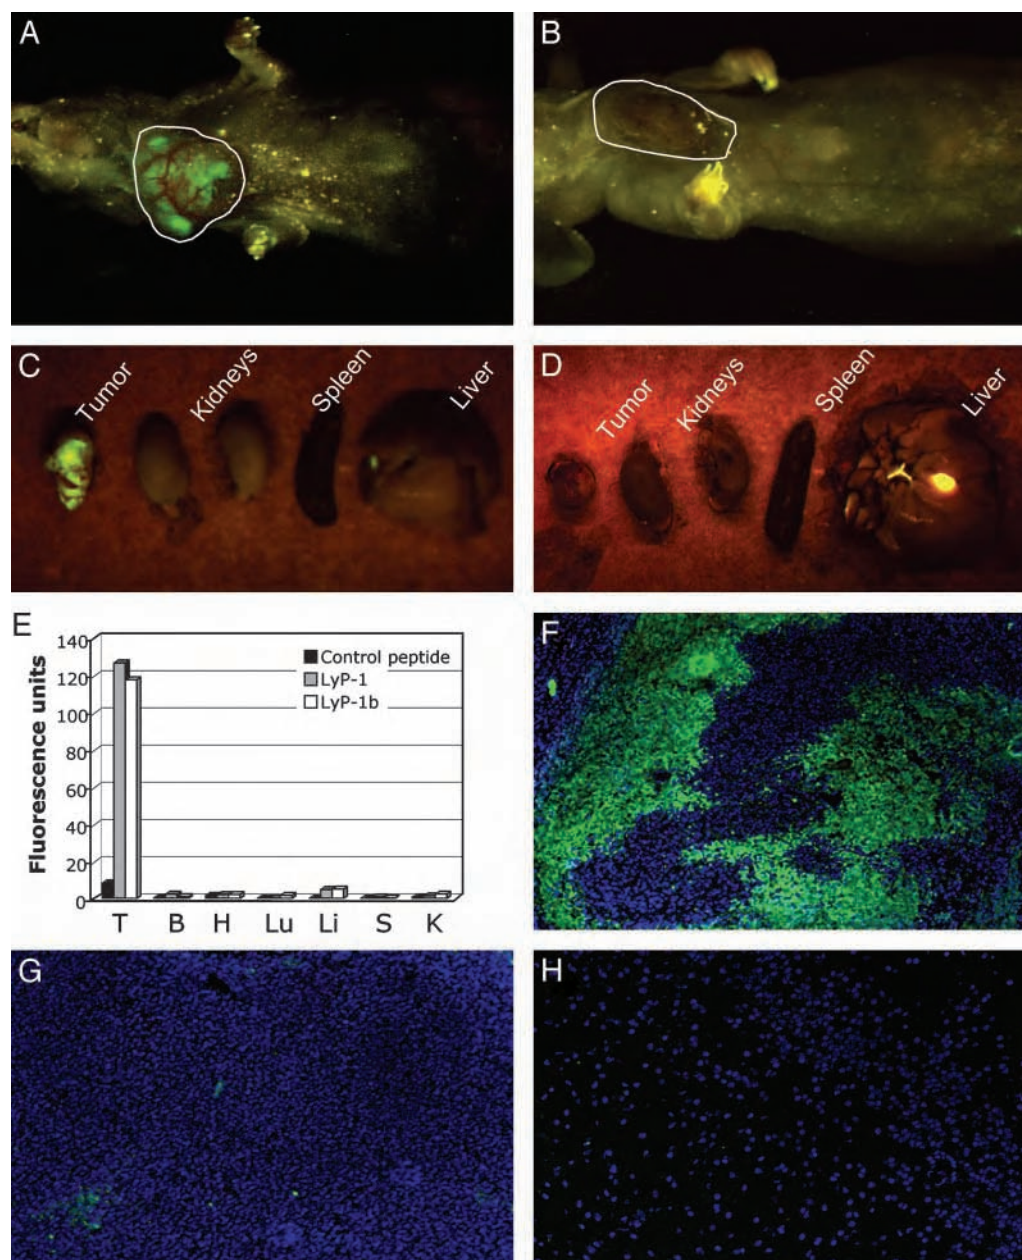 A
B
C
Tumor
Kidneys
Spleen
Liver
D
Tumor
Kidneys
Spleen
Liver
E
Fluorescence units
140
120
100
80
60
40
20
0
Control peptide
LyP-1
LyP-1b
T B H Lu Li S K
F
G
H